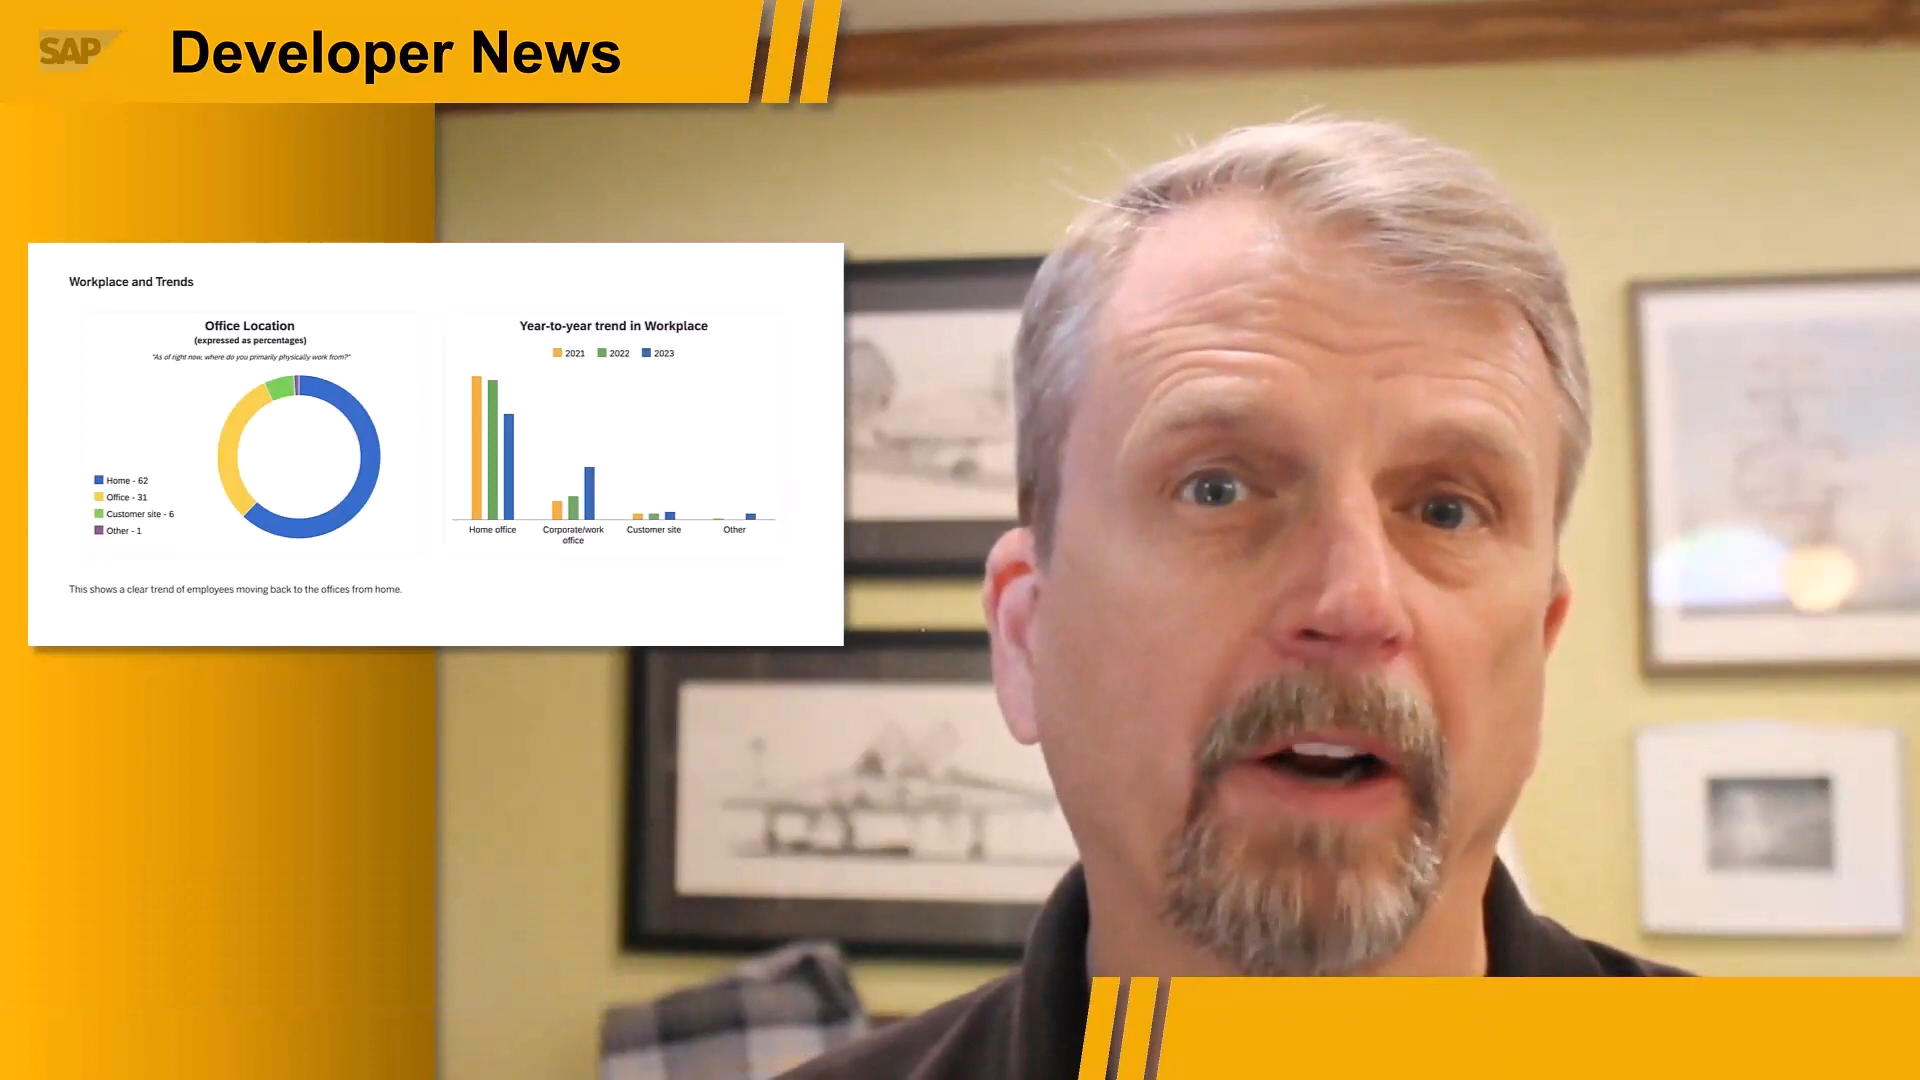 SAP
Developer News
Workplace and Trends
Office Location
(expressed as percentages)
"As of right now, where do you primarily physically work from?"
Home - 62
Office - 31
Customer site - 6
Other - 1
Year-to-year trend in Workplace
2021 2022 2023
Home office
Corporate/work
office
Customer site
Other
This shows a clear trend of employees moving back to the offices from home.